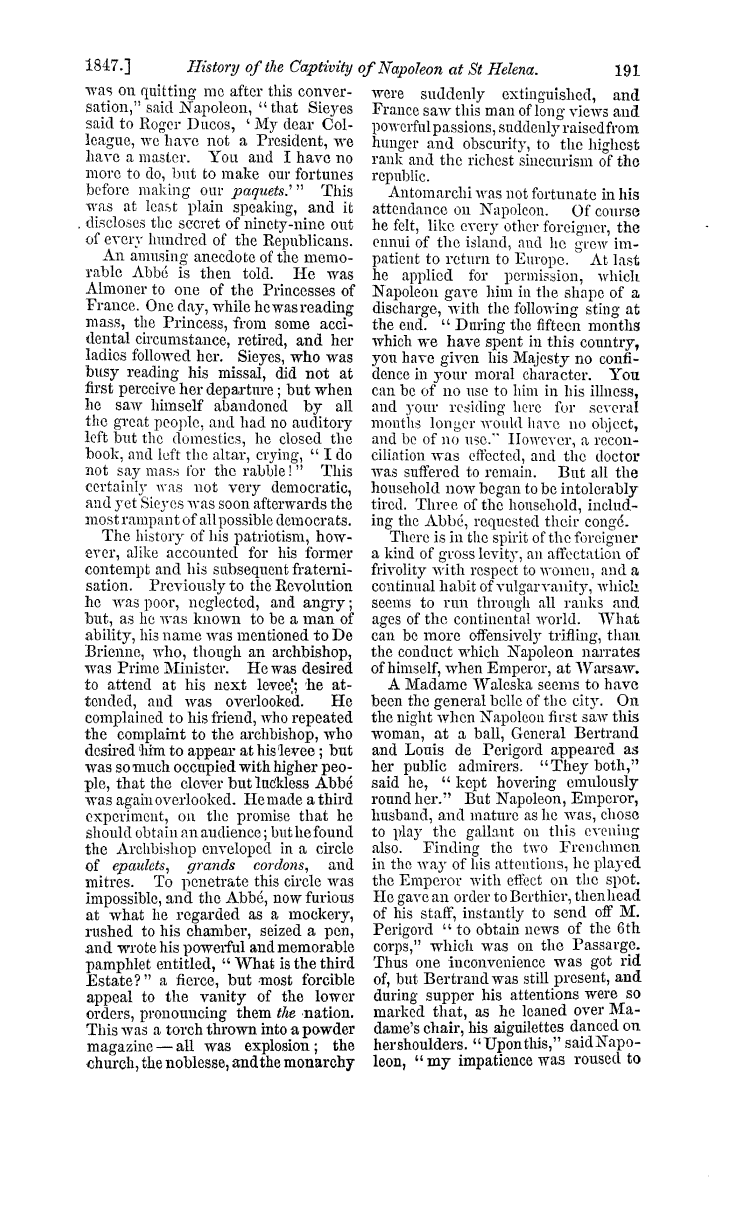 1847.] History of the Captivity of Napoleon at St Helena. 191
was on quitting me after this conver-
sation," said Napoleon, "that Sieyes
said to Roger Ducos, 'My dear Col-
league, we have not a President, we
have a master. You and I have no
more to do, but to make our fortunes
before making our paquets.'" This
was at least plain speaking, and it
discloses the secret of ninety-nine out
of every hundred of the Republicans.
An amusing anecdote of the memo-
rable Abbé is then told. He was
Almoner to one of the Princesses of
France. One day, while he was reading
mass, the Princess, from some acci-
dental circumstance, retired, and her
ladies followed her. Sieyes, who was
busy reading his missal, did not at
first perceive her departure; but when
he saw himself abandoned by all
the great people, and had no auditory
left but the domestics, he closed the
book, and left the altar, crying, "I do
not say mass for the rabble!" This
certainly was not very democratic,
and yet Sieyes was soon afterwards the
most rampant of all possible democrats.
The history of his patriotism, how-
ever, alike accounted for his former
contempt and his subsequent fraterni-
sation. Previously to the Revolution
he was poor, neglected, and angry;
but, as he was known to be a man of
ability, his name was mentioned to De
Brienne, who, though an archbishop,
was Prime Minister. He was desired
to attend at his next levee; he at-
tended, and was overlooked. He
complained to his friend, who repeated
the complaint to the archbishop, who
desired him to appear at his levee; but
was so much occupied with higher peo-
ple, that the clever but luckless Abbé
was again overlooked. He made a third
experiment, on the promise that he
should obtain an audience; but he found
the Archbishop enveloped in a circle
of epaulets, grands cordons, and
mitres. To penetrate this circle was
impossible, and the Abbé, now furious
at what he regarded as a mockery,
rushed to his chamber, seized a pen,
and wrote his powerful and memorable
pamphlet entitled, "What is the third
Estate?" a fierce, but most forcible
appeal to the vanity of the lower
orders, pronouncing them the nation.
This was a torch thrown into a powder
magazine—all was explosion; the
church, the noblesse, and the monarchy
were suddenly extinguished, and
France saw this man of long views and
powerful passions, suddenly raised from
hunger and obscurity, to the highest
rank and the richest sinecurism of the
republic.
Antomarchi was not fortunate in his
attendance on Napoleon. Of course
he felt, like every other foreigner, the
ennui of the island, and he grew im-
patient to return to Europe. At last
he applied for permission, which
Napoleon gave him in the shape of a
discharge, with the following sting at
the end. "During the fifteen months
which we have spent in this country,
you have given his Majesty no confi-
dence in your moral character. You
can be of no use to him in his illness,
and your residing here for several
months longer would have no object,
and be of no use." However, a recon-
ciliation was effected, and the doctor
was suffered to remain. But all the
household now began to be intolerably
tired. Three of the household, includ-
ing the Abbé, requested their congé.
There is in the spirit of the foreigner
a kind of gross levity, an affectation of
frivolity with respect to women, and a
continual habit of vulgar vanity, which
seems to run through all ranks and
ages of the continental world. What
can be more offensively trifling, than
the conduct which Napoleon narrates
of himself, when Emperor, at Warsaw.
A Madame Waleska seems to have
been the general belle of the city. On
the night when Napoleon first saw this
woman, at a ball, General Bertrand
and Louis de Perigord appeared as
her public admirers. "They both,"
said he, "kept hovering emulously
round her." But Napoleon, Emperor,
husband, and mature as he was, chose
to play the gallant on this evening
also. Finding the two Frenchmen
in the way of his attentions, he played
the Emperor with effect on the spot.
He gave an order to Berthier, then head
of his staff, instantly to send off M.
Perigord "to obtain news of the 6th
corps," which was on the Passarge.
Thus one inconvenience was got rid
of, but Bertrand was still present, and
during supper his attentions were so
marked that, as he leaned over Ma-
dame's chair, his aiguilettes danced on
her shoulders. "Upon this," said Napo-
leon, "my impatience was roused to